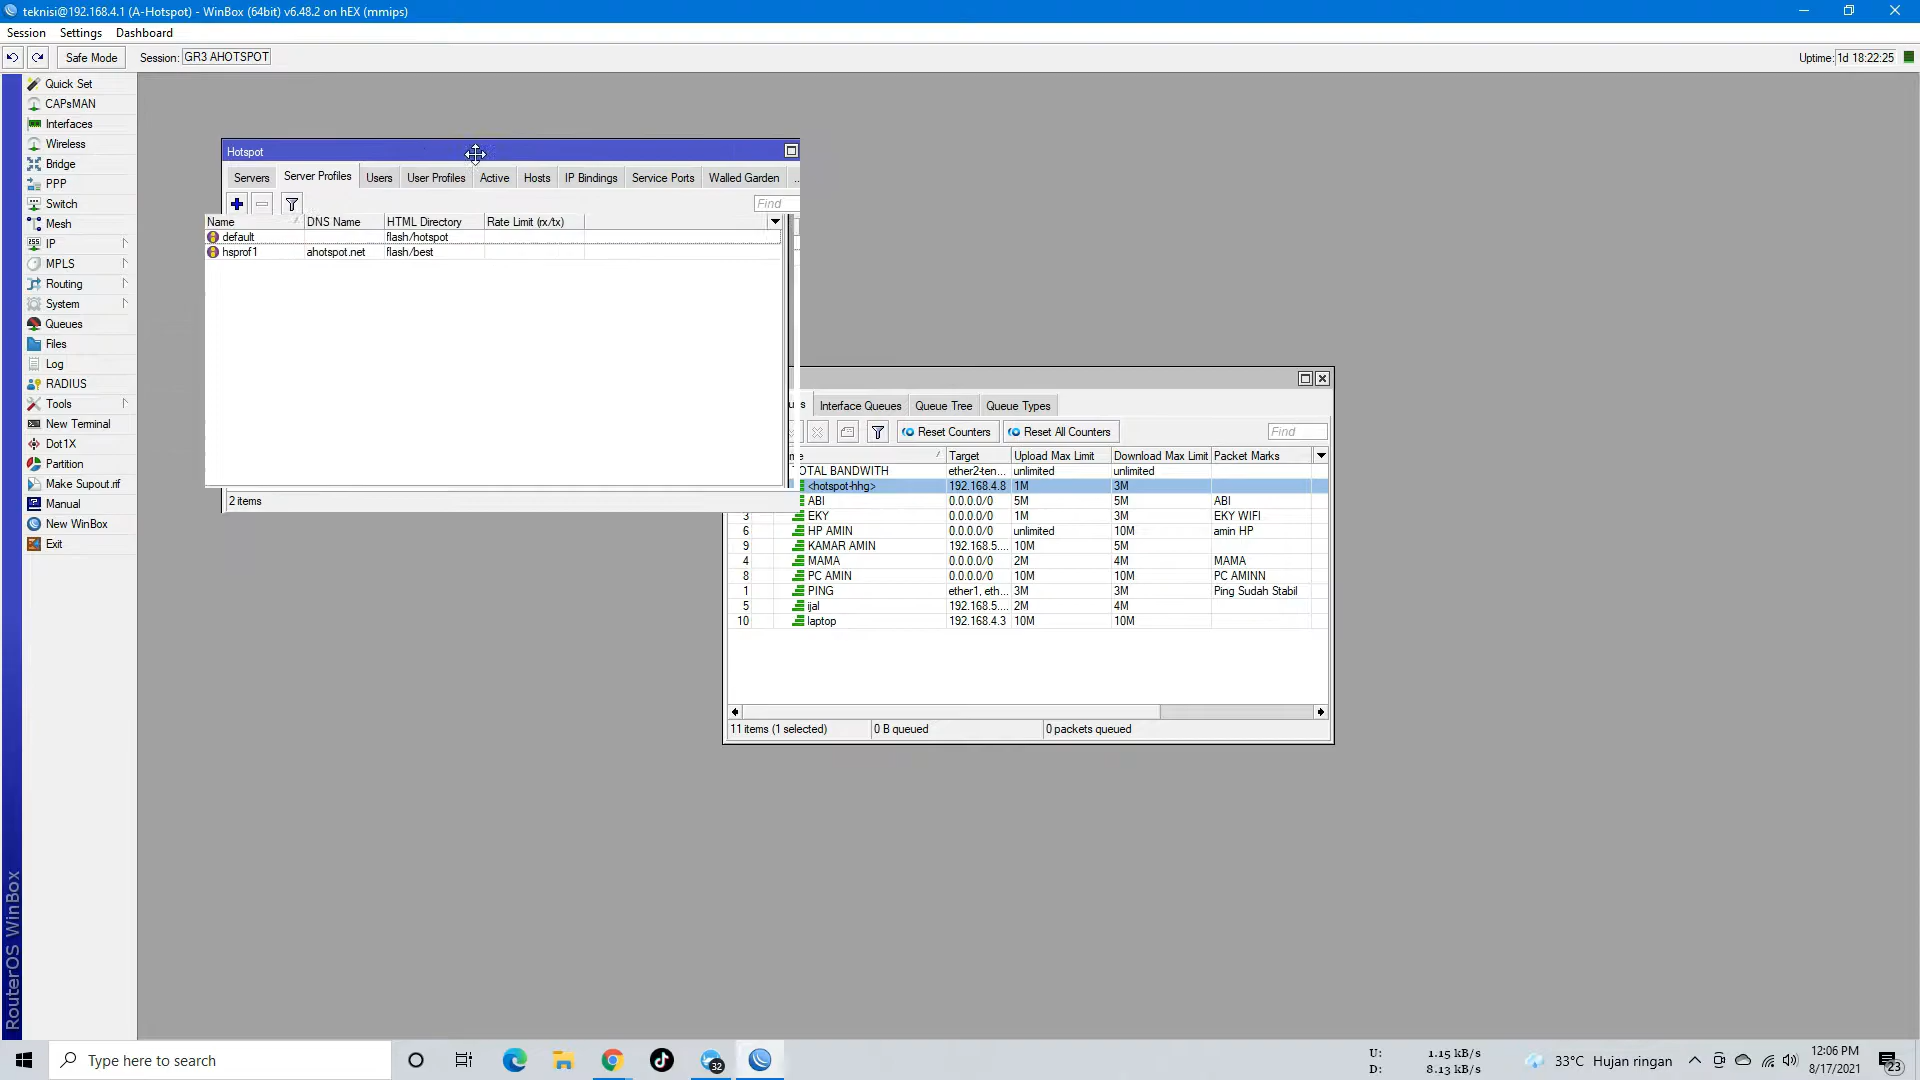 teknisi@192.168.4.1 (A-Hotspot) - WinBox (64bit) v6.48.2 on hEX (mmips)
Session Settings Dashboard
Safe Mode Session: GR3 AHOTSPOT Uptime: 1d 18:22:25
Quick Set
CAPsMAN
Interfaces
Wireless
Bridge
PPP
Switch
Mesh
IP
MPLS
Routing
System
Queues
Files
Log
RADIUS
Tools
New Terminal
Dot1X
Partition
Make Supout.rif
Manual
New WinBox
Exit
RouterOS WinBox
Hotspot
Servers Server Profiles Users User Profiles Active Hosts IP Bindings Service Ports Walled Garden ...
Find
Name DNS Name HTML Directory Rate Limit (rx/tx)
default flash/hotspot
hsprof1 ahotspot.net flash/best
2 items
Interface Queues Queue Tree Queue Types
Reset Counters Reset All Counters Find
Target Upload Max Limit Download Max Limit Packet Marks
OTAL BANDWITH ether2-ten... unlimited unlimited
<hotspot-hhg> 192.168.4.8 1M 3M
ABI 0.0.0.0/0 5M 5M ABI
3 EKY 0.0.0.0/0 1M 3M EKY WIFI
6 HP AMIN 0.0.0.0/0 unlimited 10M amin HP
9 KAMAR AMIN 192.168.5.... 10M 5M
4 MAMA 0.0.0.0/0 2M 4M MAMA
8 PC AMIN 0.0.0.0/0 10M 10M PC AMINN
1 PING ether1, eth... 3M 3M Ping Sudah Stabil
5 ijal 192.168.5.... 2M 4M
10 laptop 192.168.4.3 10M 10M
11 items (1 selected) 0 B queued 0 packets queued
Type here to search
32
U: 1.15 kB/s
D: 8.13 kB/s
33°C Hujan ringan
12:06 PM
8/17/2021
23